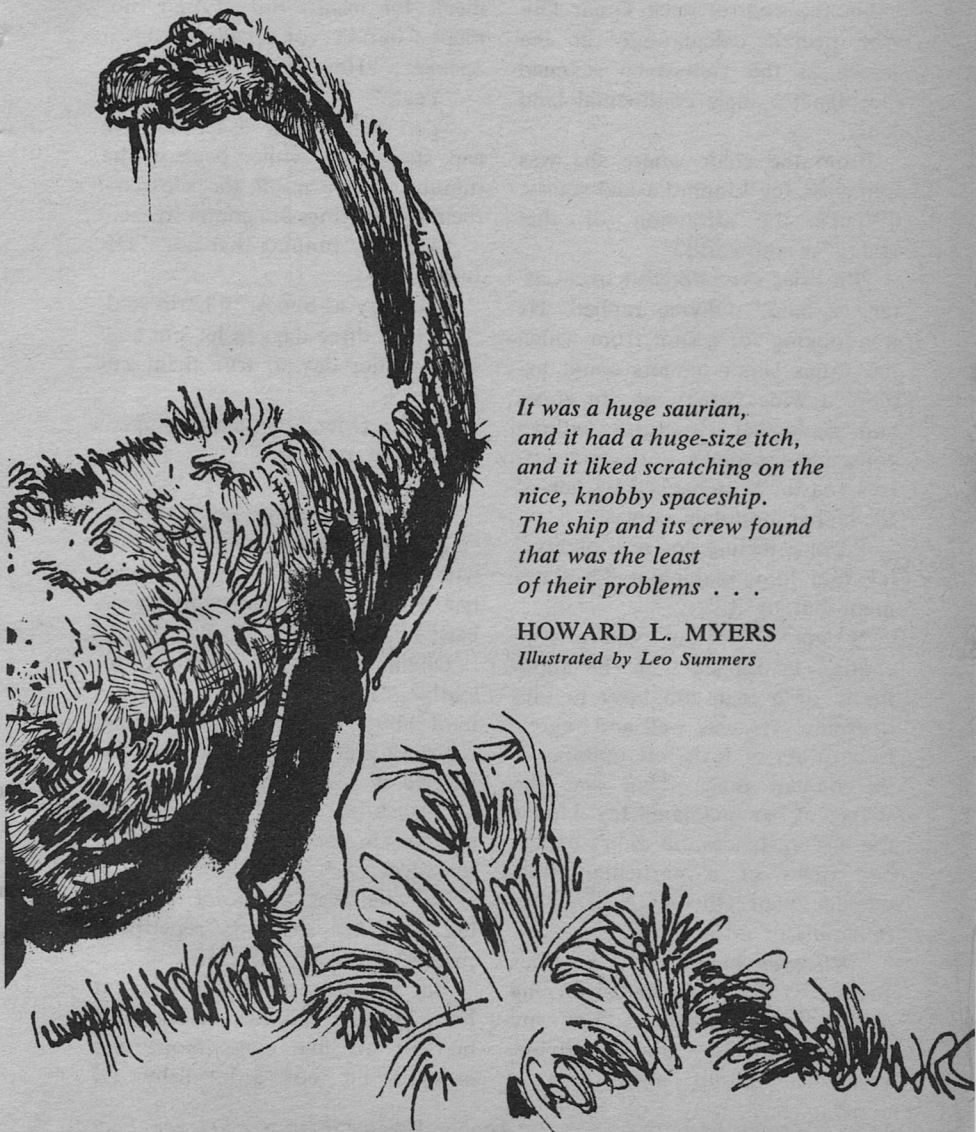 It was a huge saurian,
and it had a huge-size itch,
and it liked scratching on the
nice, knobby spaceship.
The ship and its crew found
that was the least
of their problems . . .
HOWARD L. MYERS
Illustrated by Leo Summers